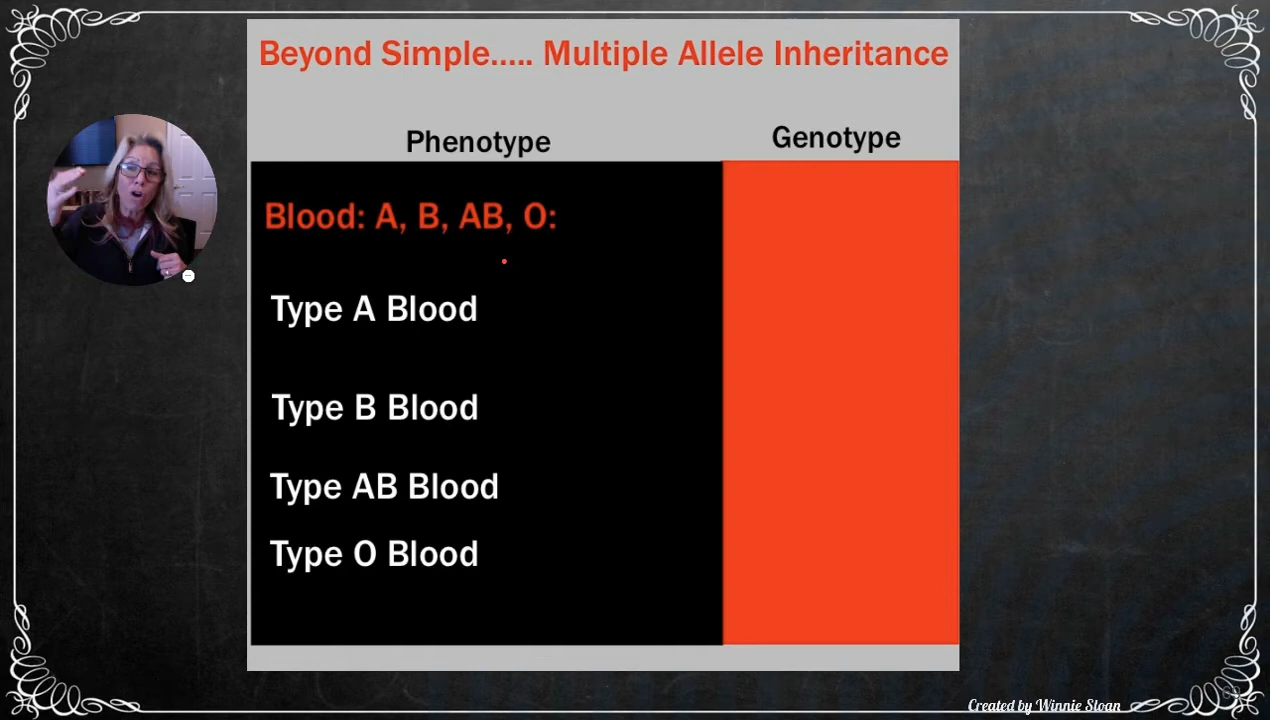 Beyond Simple..... Multiple Allele Inheritance
Phenotype
Genotype
Blood: A, B, AB, O:
Type A Blood
Type B Blood
Type AB Blood
Type O Blood
Created by Winnie Sloan